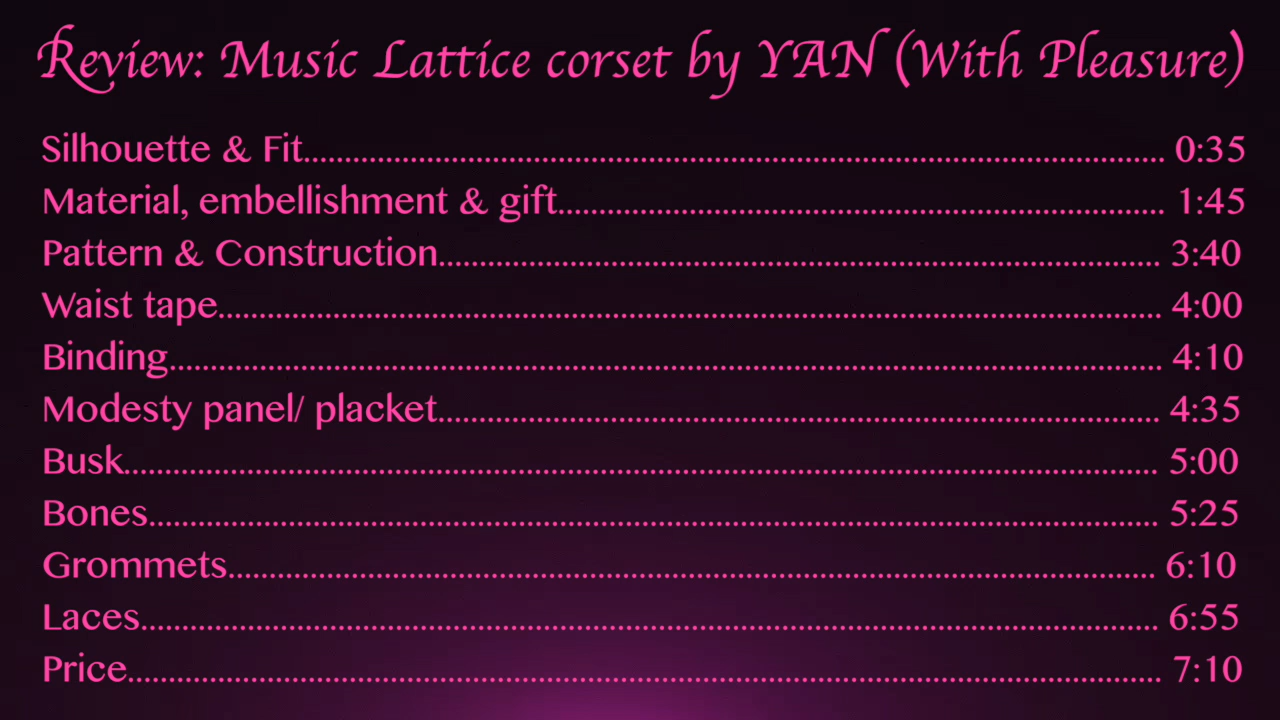 Review: Music Lattice corset by YAN (With Pleasure)
Silhouette & Fit........................................................................................................ 0:35
Material, embellishment & gift......................................................................... 1:45
Pattern & Construction....................................................................................... 3:40
Waist tape.................................................................................................................. 4:00
Binding........................................................................................................................ 4:10
Modesty panel/ placket....................................................................................... 4:35
Busk............................................................................................................................. 5:00
Bones.......................................................................................................................... 5:25
Grommets................................................................................................................ 6:10
Laces........................................................................................................................... 6:55
Price............................................................................................................................. 7:10